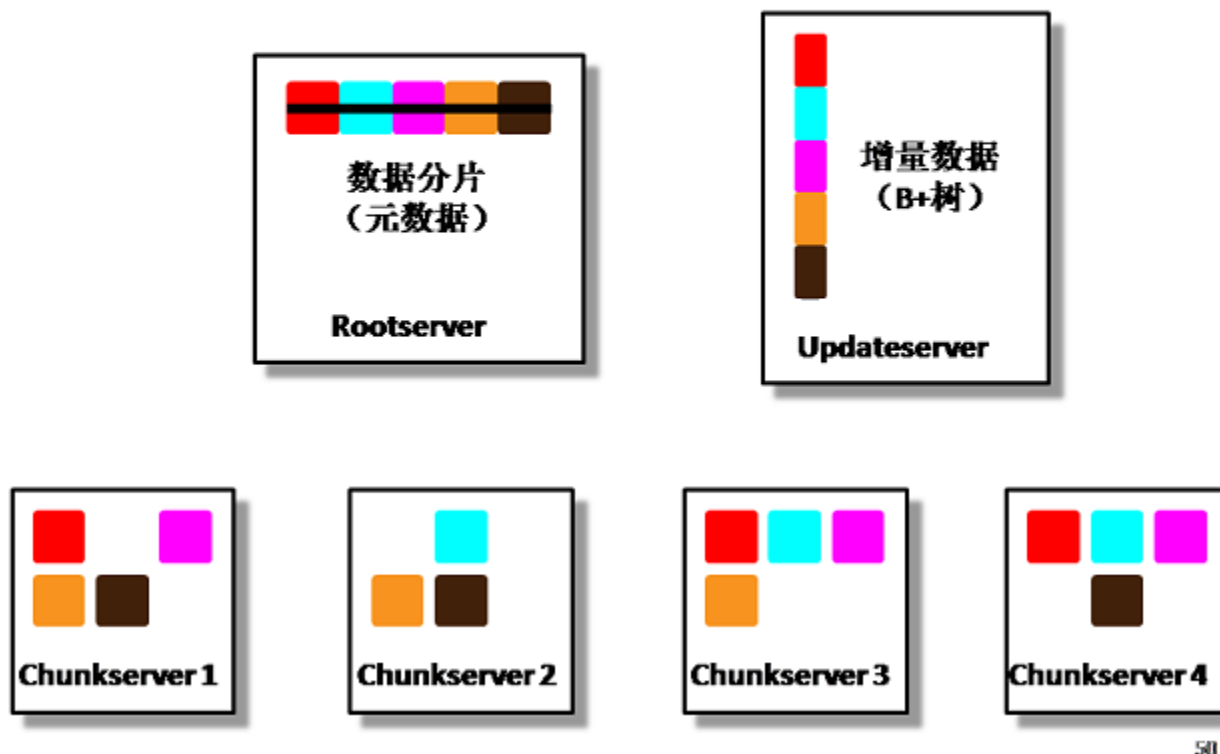 数据分片
（元数据）
Rootserver
增量数据
（B+树）
Updateserver
Chunkserver 1
Chunkserver 2
Chunkserver 3
Chunkserver 4
50